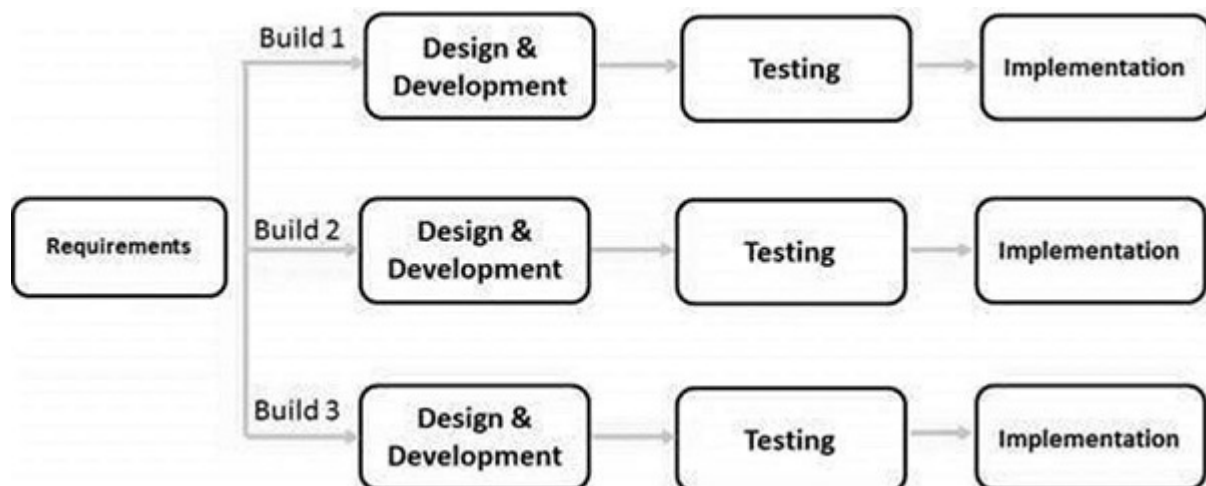 Build 1
Design &
Development
Testing
Implementation
Requirements
Build 2
Design &
Development
Testing
Implementation
Build 3
Design &
Development
Testing
Implementation